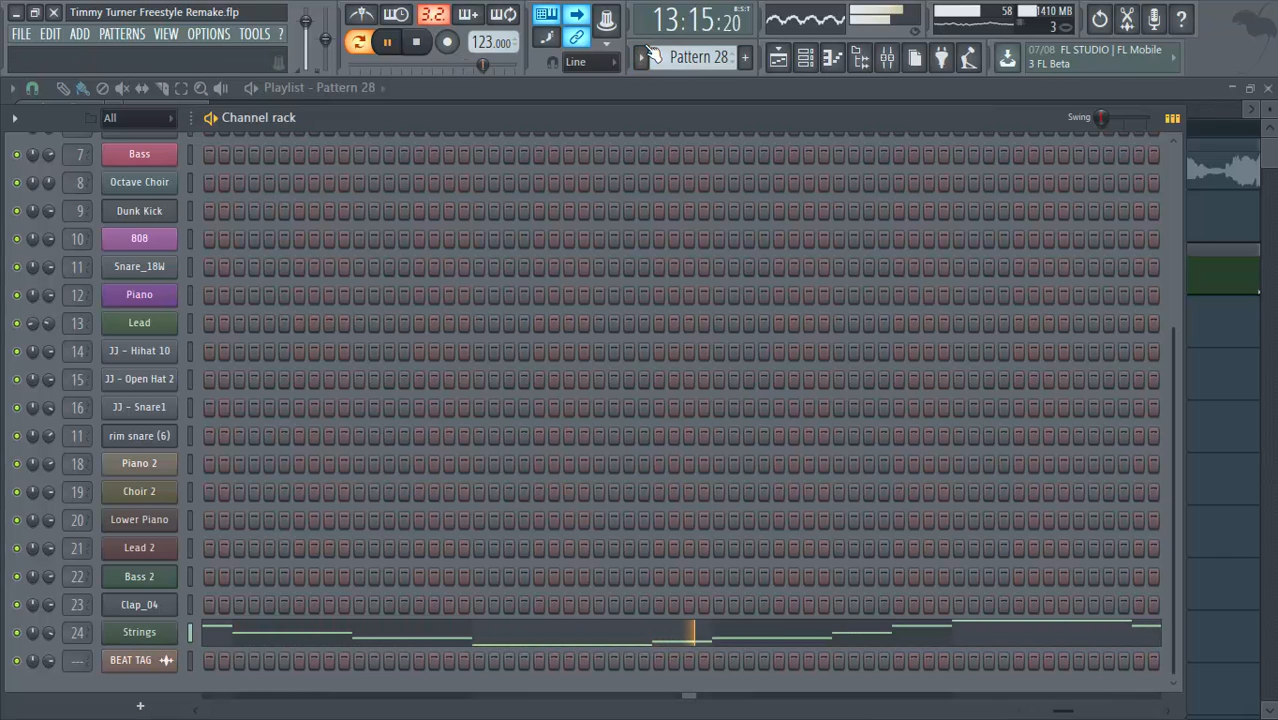 Timmy Turner Freestyle Remake.flp
FILE EDIT ADD PATTERNS VIEW OPTIONS TOOLS ?
3.2.
123.000
Line
13:15:20
B:S:T
Pattern 28
+
58
1410 MB
3
?
07/08 FL STUDIO | FL Mobile
3 FL Beta
Playlist - Pattern 28
All
Channel rack
Swing
7 Bass
8 Octave Choir
9 Dunk Kick
10 808
11 Snare_18W
12 Piano
13 Lead
14 JJ - Hihat 10
15 JJ - Open Hat 2
16 JJ - Snare1
11 rim snare (6)
18 Piano 2
19 Choir 2
20 Lower Piano
21 Lead 2
22 Bass 2
23 Clap_04
24 Strings
--- BEAT TAG
+